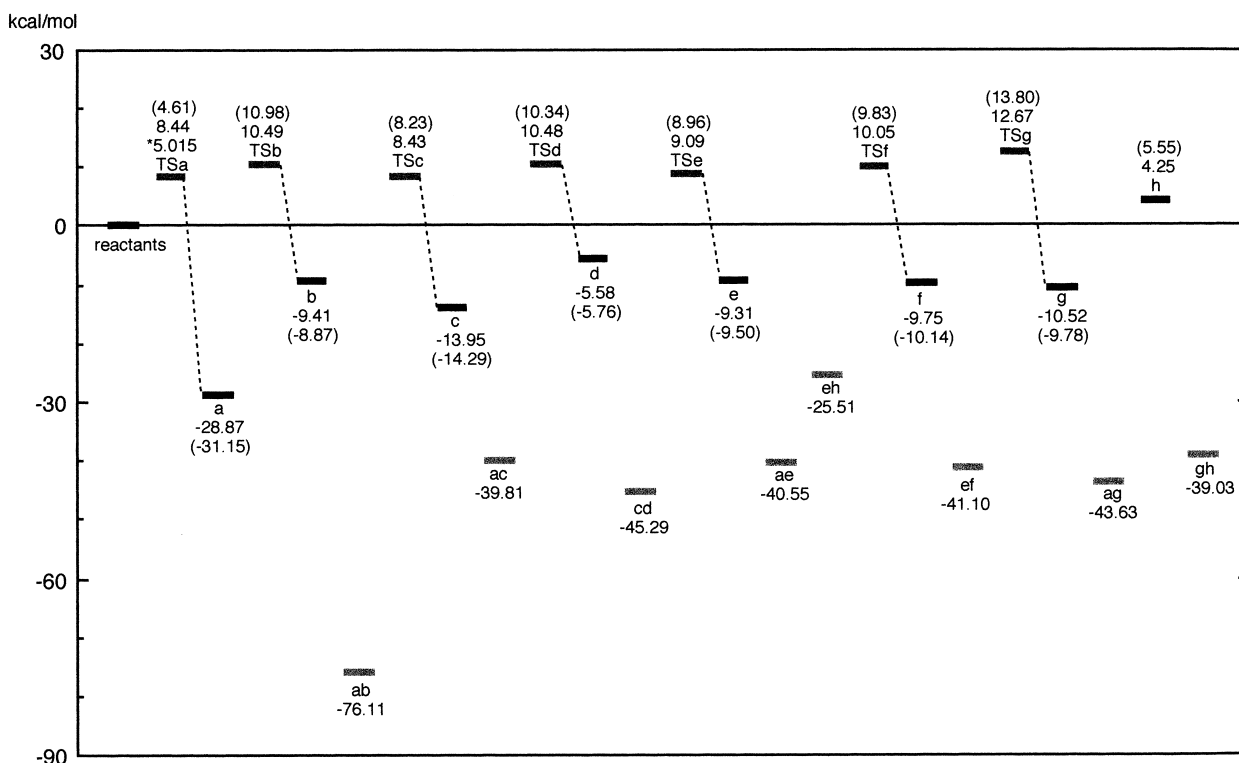 kcal/mol
30
0
-30
-60
-90
reactants
(4.61)
8.44
*5.015
TSa
(10.98)
10.49
TSb
(8.23)
8.43
TSc
(10.34)
10.48
TSd
(8.96)
9.09
TSe
(9.83)
10.05
TSf
(13.80)
12.67
TSg
(5.55)
4.25
h
a
-28.87
(-31.15)
b
-9.41
(-8.87)
c
-13.95
(-14.29)
d
-5.58
(-5.76)
e
-9.31
(-9.50)
f
-9.75
(-10.14)
g
-10.52
(-9.78)
ab
-76.11
ac
-39.81
cd
-45.29
ae
-40.55
eh
-25.51
ef
-41.10
ag
-43.63
gh
-39.03